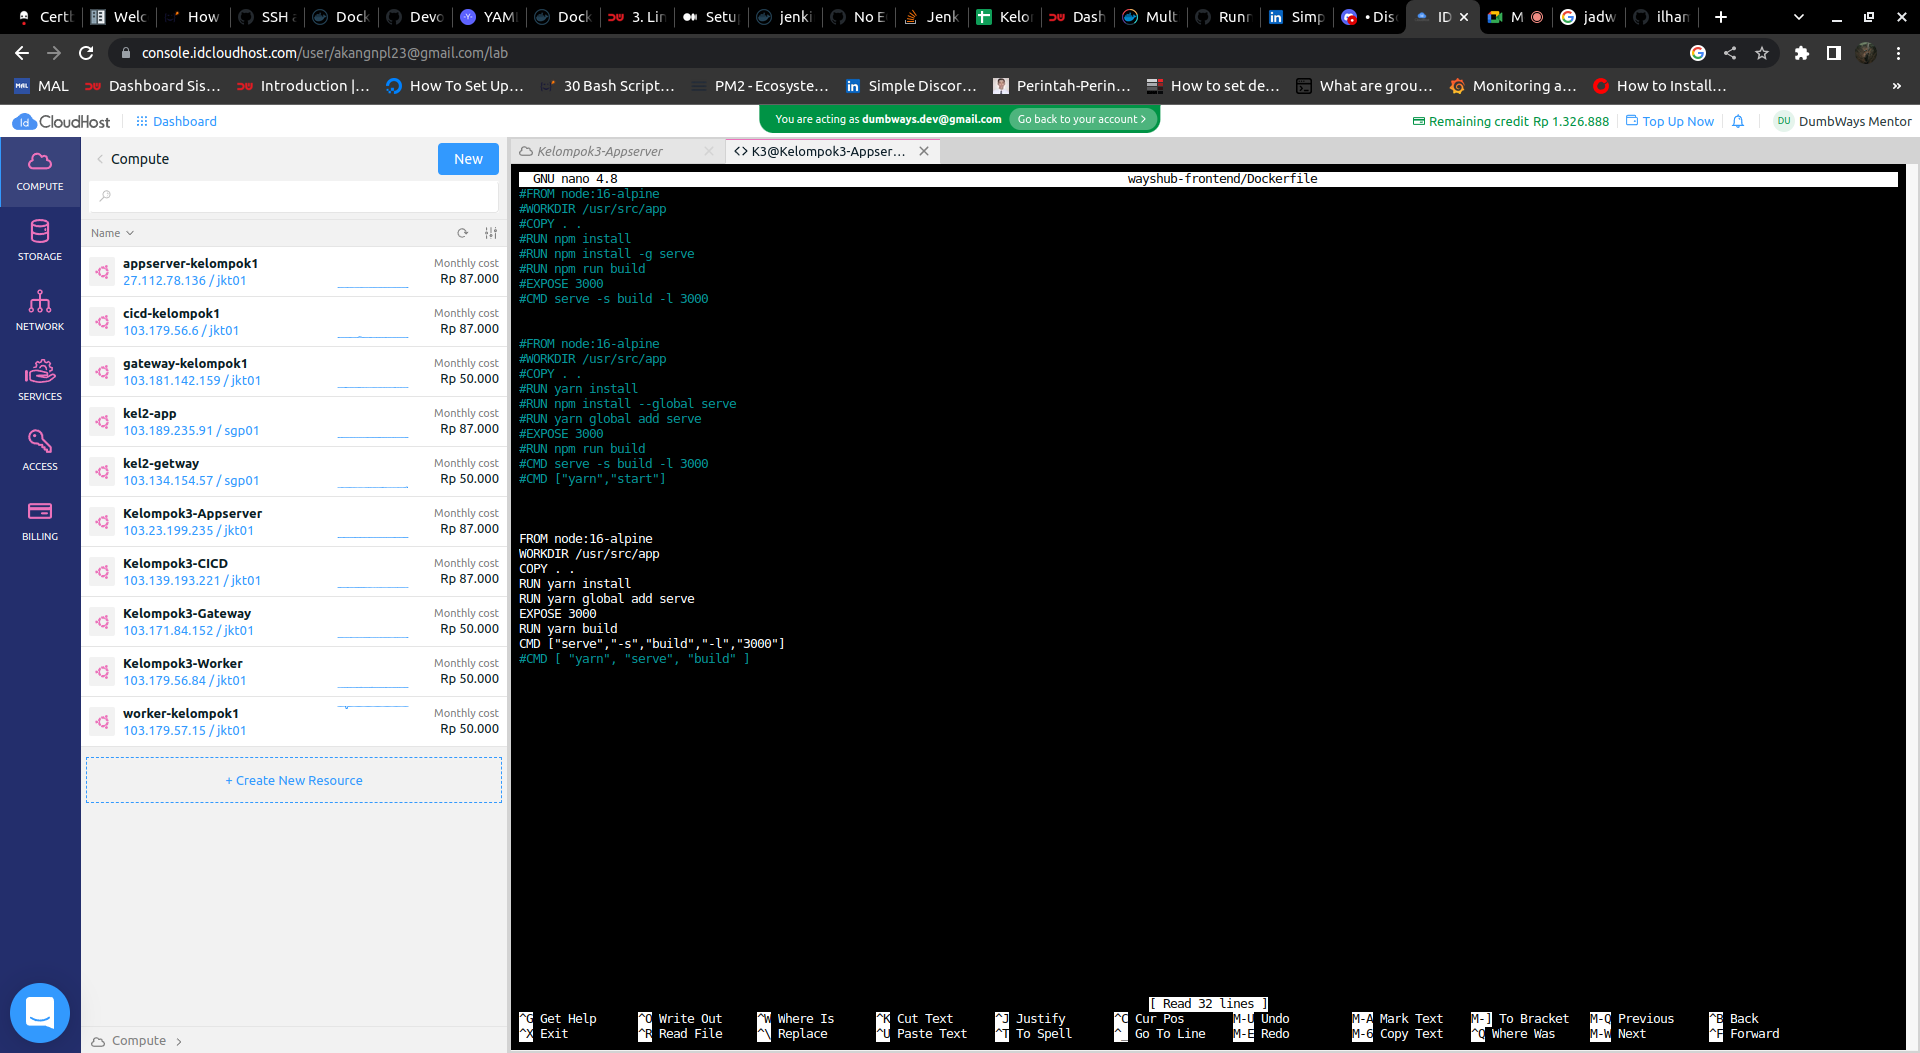 Certb
Welc
How
SSH a
Dock
Devo
YAMI
Dock
3. Lin
Setu
jenki
No E
Jenk
Kelor
Dash
Mult
Runr
Simp
• Disc
ID
M
jadw
ilham
console.idcloudhost.com/user/akangnpl23@gmail.com/lab
MAL
Dashboard Sis...
Introduction |...
How To Set Up...
30 Bash Script...
PM2 - Ecosyste...
Simple Discor...
Perintah-Perin...
How to set de...
What are grou...
Monitoring a...
How to Install...
»
Id CloudHost
Dashboard
You are acting as dumbways.dev@gmail.com Go back to your account >
Remaining credit Rp 1.326.888
Top Up Now
DU DumbWays Mentor
COMPUTE
STORAGE
NETWORK
SERVICES
ACCESS
BILLING
Compute
New
Name
appserver-kelompok1 Monthly cost
27.112.78.136 / jkt01 Rp 87.000
cicd-kelompok1 Monthly cost
103.179.56.6 / jkt01 Rp 87.000
gateway-kelompok1 Monthly cost
103.181.142.159 / jkt01 Rp 50.000
kel2-app Monthly cost
103.189.235.91 / sgp01 Rp 87.000
kel2-getway Monthly cost
103.134.154.57 / sgp01 Rp 50.000
Kelompok3-Appserver Monthly cost
103.23.199.235 / jkt01 Rp 87.000
Kelompok3-CICD Monthly cost
103.139.193.221 / jkt01 Rp 87.000
Kelompok3-Gateway Monthly cost
103.171.84.152 / jkt01 Rp 50.000
Kelompok3-Worker Monthly cost
103.179.56.84 / jkt01 Rp 50.000
worker-kelompok1 Monthly cost
103.179.57.15 / jkt01 Rp 50.000
+ Create New Resource
Compute >
Kelompok3-Appserver
<> K3@Kelompok3-Appser...
GNU nano 4.8 wayshub-frontend/Dockerfile
#FROM node:16-alpine
#WORKDIR /usr/src/app
#COPY . .
#RUN npm install
#RUN npm install -g serve
#RUN npm run build
#EXPOSE 3000
#CMD serve -s build -l 3000
#FROM node:16-alpine
#WORKDIR /usr/src/app
#COPY . .
#RUN yarn install
#RUN npm install --global serve
#RUN yarn global add serve
#EXPOSE 3000
#RUN npm run build
#CMD serve -s build -l 3000
#CMD ["yarn","start"]
FROM node:16-alpine
WORKDIR /usr/src/app
COPY . .
RUN yarn install
RUN yarn global add serve
EXPOSE 3000
RUN yarn build
CMD ["serve","-s","build","-l","3000"]
#CMD [ "yarn", "serve", "build" ]
[ Read 32 lines ]
^G Get Help ^O Write Out ^W Where Is ^K Cut Text ^J Justify ^C Cur Pos M-U Undo M-A Mark Text M-] To Bracket M-Q Previous ^B Back
^X Exit ^R Read File ^\ Replace ^U Paste Text ^T To Spell ^_ Go To Line M-E Redo M-6 Copy Text ^Q Where Was M-W Next ^F Forward